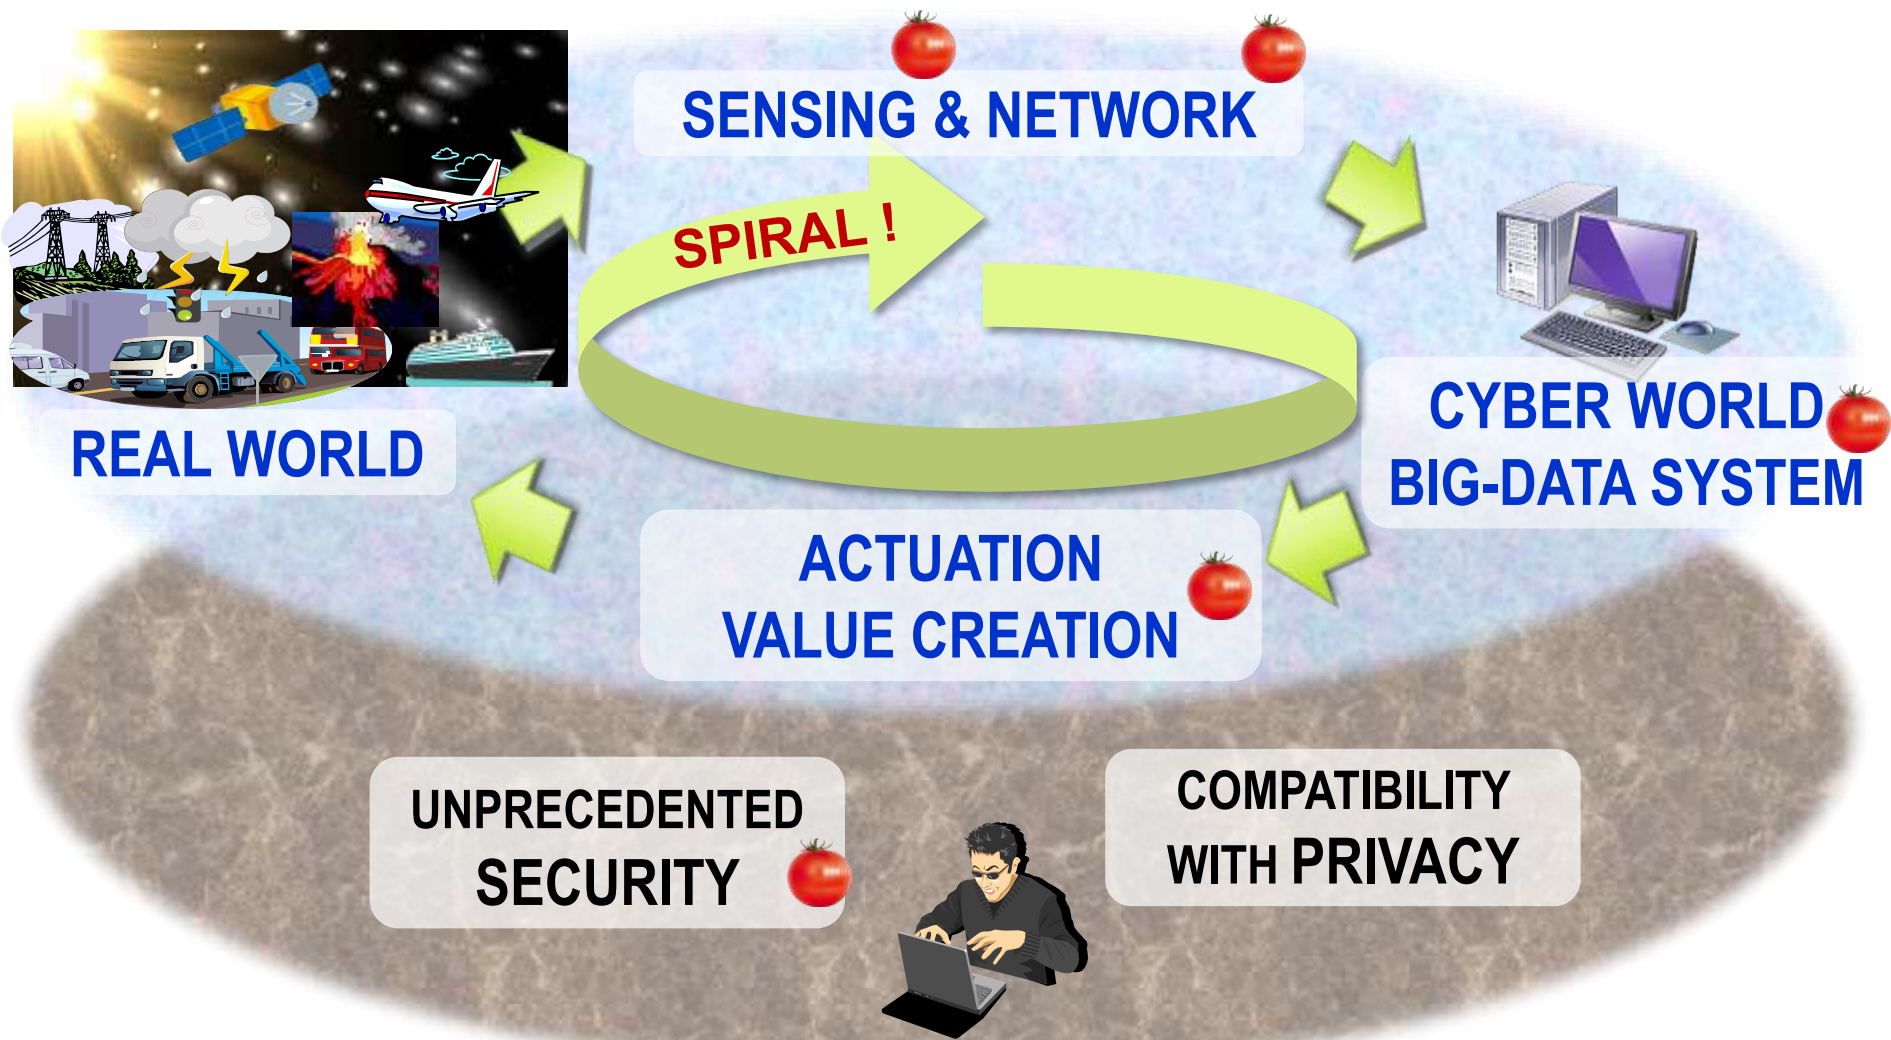 SENSING & NETWORK
SPIRAL !
REAL WORLD
CYBER WORLD
BIG-DATA SYSTEM
ACTUATION
VALUE CREATION
UNPRECEDENTED
SECURITY
COMPATIBILITY
WITH PRIVACY